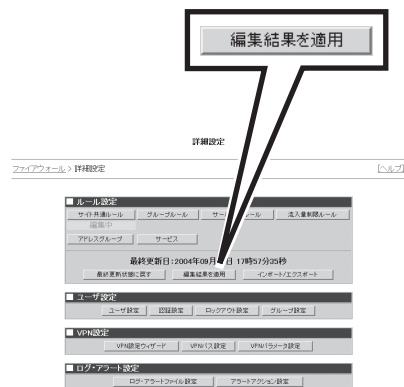 編集結果を適用
詳細設定
ファイアウォール > 詳細設定 [ヘルプ]
■ ルール設定
サイト共通ルール グループルール ルール 流入量制限ルール
編集中
アドレスグループ サービス
最終更新日:2004年09月 日 17時57分35秒
最終更新状態に戻す 編集結果を適用 インポート/エクスポート
■ ユーザ設定
ユーザ設定 認証設定 ロックアウト設定 グループ設定
■ VPN設定
VPN設定ウィザード VPNパス設定 VPNパラメータ設定
■ ログ・アラート設定
ログ・アラートファイル設定 アラートアクション設定